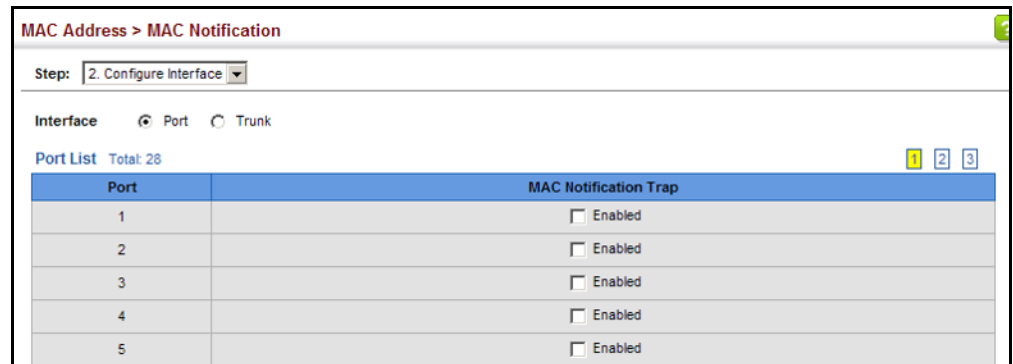 MAC Address > MAC Notification
?
Step: 2. Configure Interface
Interface Port Trunk
Port List Total: 28 1 2 3
Port MAC Notification Trap
1 Enabled
2 Enabled
3 Enabled
4 Enabled
5 Enabled